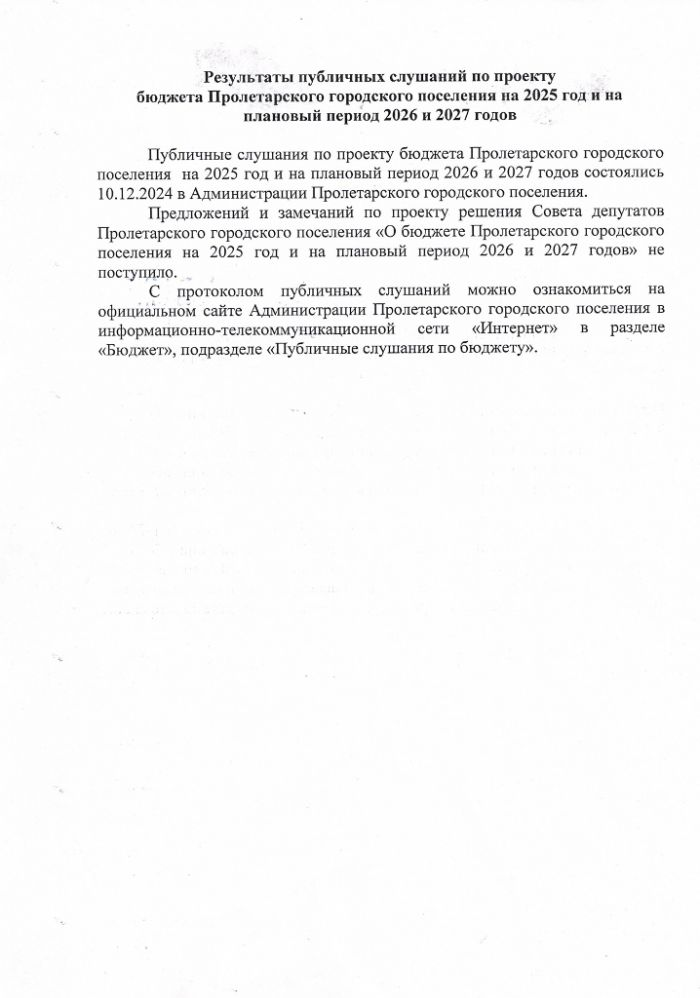 Результаты публичных слушаний по проекту
бюджета Пролетарского городского поселения на 2025 год и на
плановый период 2026 и 2027 годов
Публичные слушания по проекту бюджета Пролетарского городского
поселения на 2025 год и на плановый период 2026 и 2027 годов состоялись
10.12.2024 в Администрации Пролетарского городского поселения.
Предложений и замечаний по проекту решения Совета депутатов
Пролетарского городского поселения «О бюджете Пролетарского городского
поселения на 2025 год и на плановый период 2026 и 2027 годов» не
поступило.
С протоколом публичных слушаний можно ознакомиться на
официальном сайте Администрации Пролетарского городского поселения в
информационно-телекоммуникационной сети «Интернет» в разделе
«Бюджет», подразделе «Публичные слушания по бюджету».